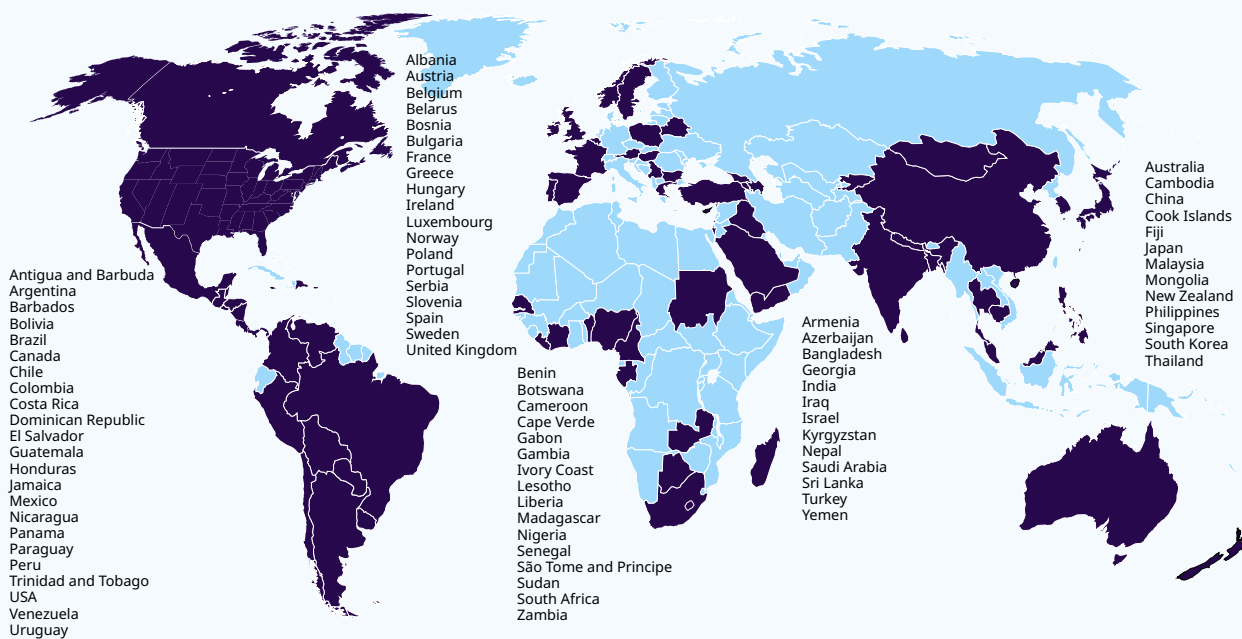 Antigua and Barbuda
Argentina
Barbados
Bolivia
Brazil
Canada
Chile
Colombia
Costa Rica
Dominican Republic
El Salvador
Guatemala
Honduras
Jamaica
Mexico
Nicaragua
Panama
Paraguay
Peru
Trinidad and Tobago
USA
Venezuela
Uruguay
Albania
Austria
Belgium
Belarus
Bosnia
Bulgaria
France
Greece
Hungary
Ireland
Luxembourg
Norway
Poland
Portugal
Serbia
Slovenia
Spain
Sweden
United Kingdom
Benin
Botswana
Cameroon
Cape Verde
Gabon
Gambia
Ivory Coast
Lesotho
Liberia
Madagascar
Nigeria
Senegal
São Tome and Principe
Sudan
South Africa
Zambia
Armenia
Azerbaijan
Bangladesh
Georgia
India
Iraq
Israel
Kyrgyzstan
Nepal
Saudi Arabia
Sri Lanka
Turkey
Yemen
Australia
Cambodia
China
Cook Islands
Fiji
Japan
Malaysia
Mongolia
New Zealand
Philippines
Singapore
South Korea
Thailand